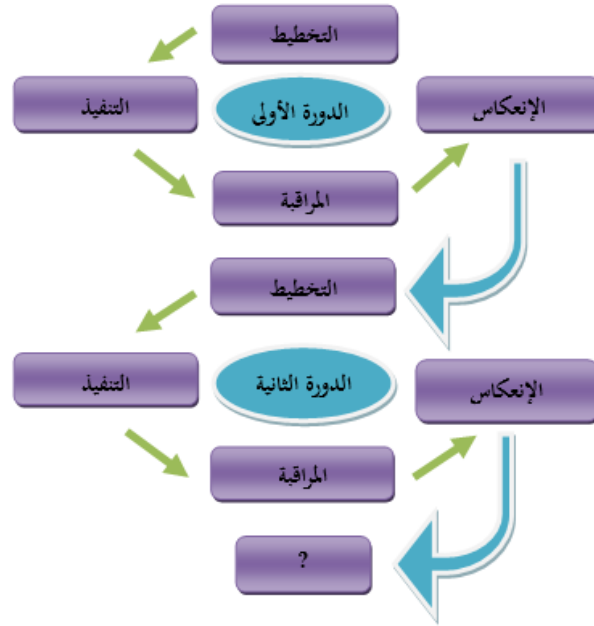 التخطيط
الإنعكاس
الدورة الأولى
التنفيذ
المراقبة
التخطيط
الإنعكاس
الدورة الثانية
التنفيذ
المراقبة
?